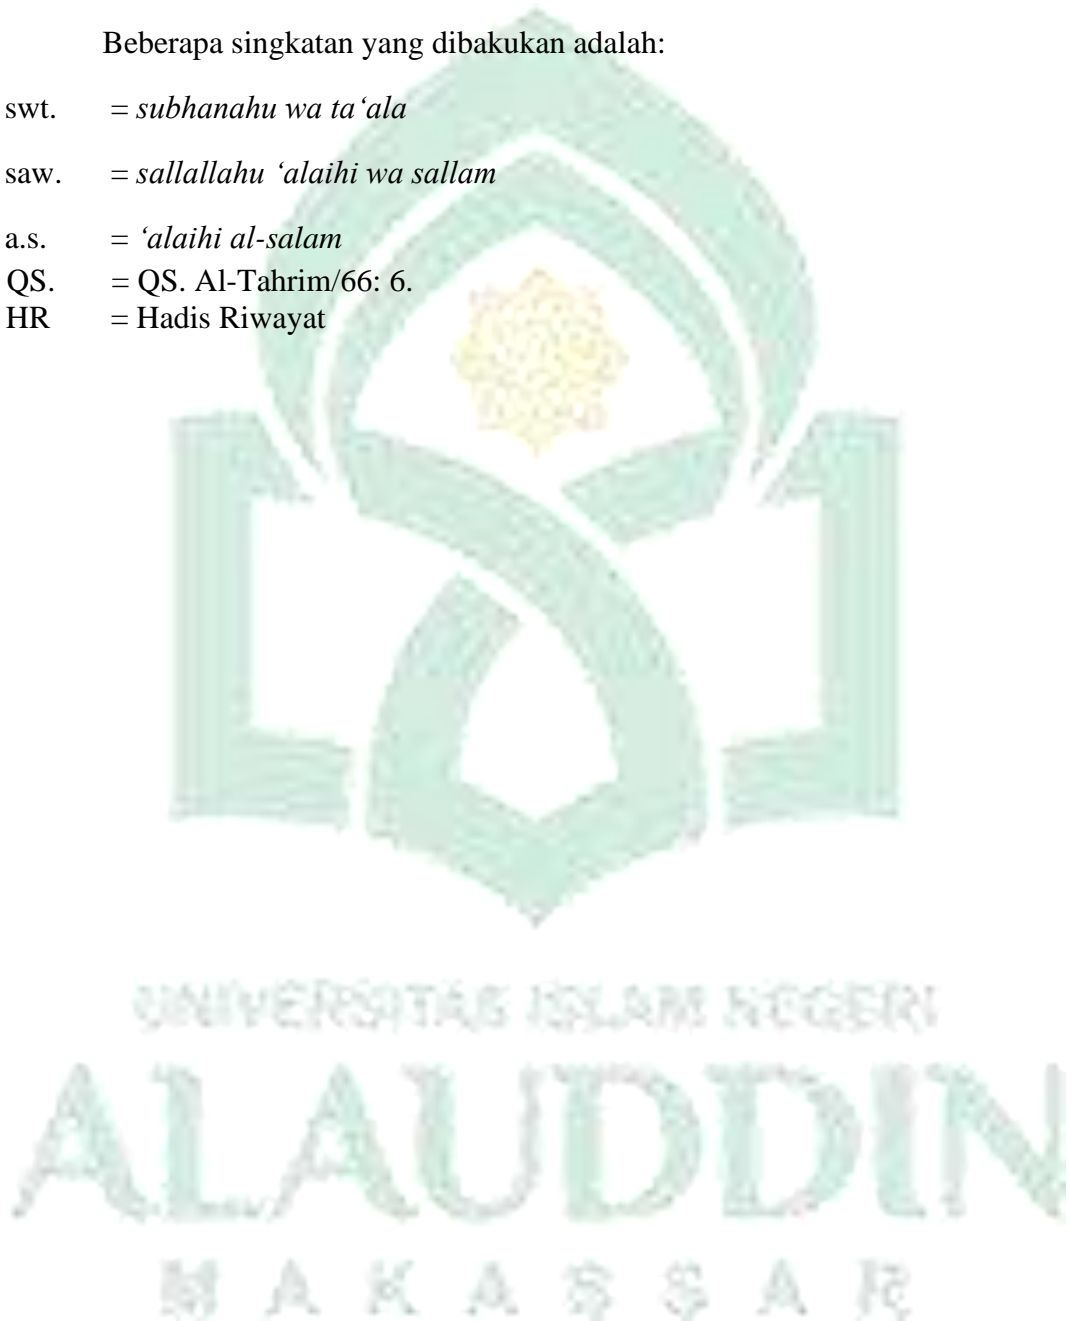 Beberapa singkatan yang dibakukan adalah:
swt. = subhanahu wa ta‘ala
saw. = sallallahu ‘alaihi wa sallam
a.s. = ‘alaihi al-salam
QS. = QS. Al-Tahrim/66: 6.
HR = Hadis Riwayat
UNIVERSITAS ISLAM NEGERI
ALAUDDIN
MAKASSAR